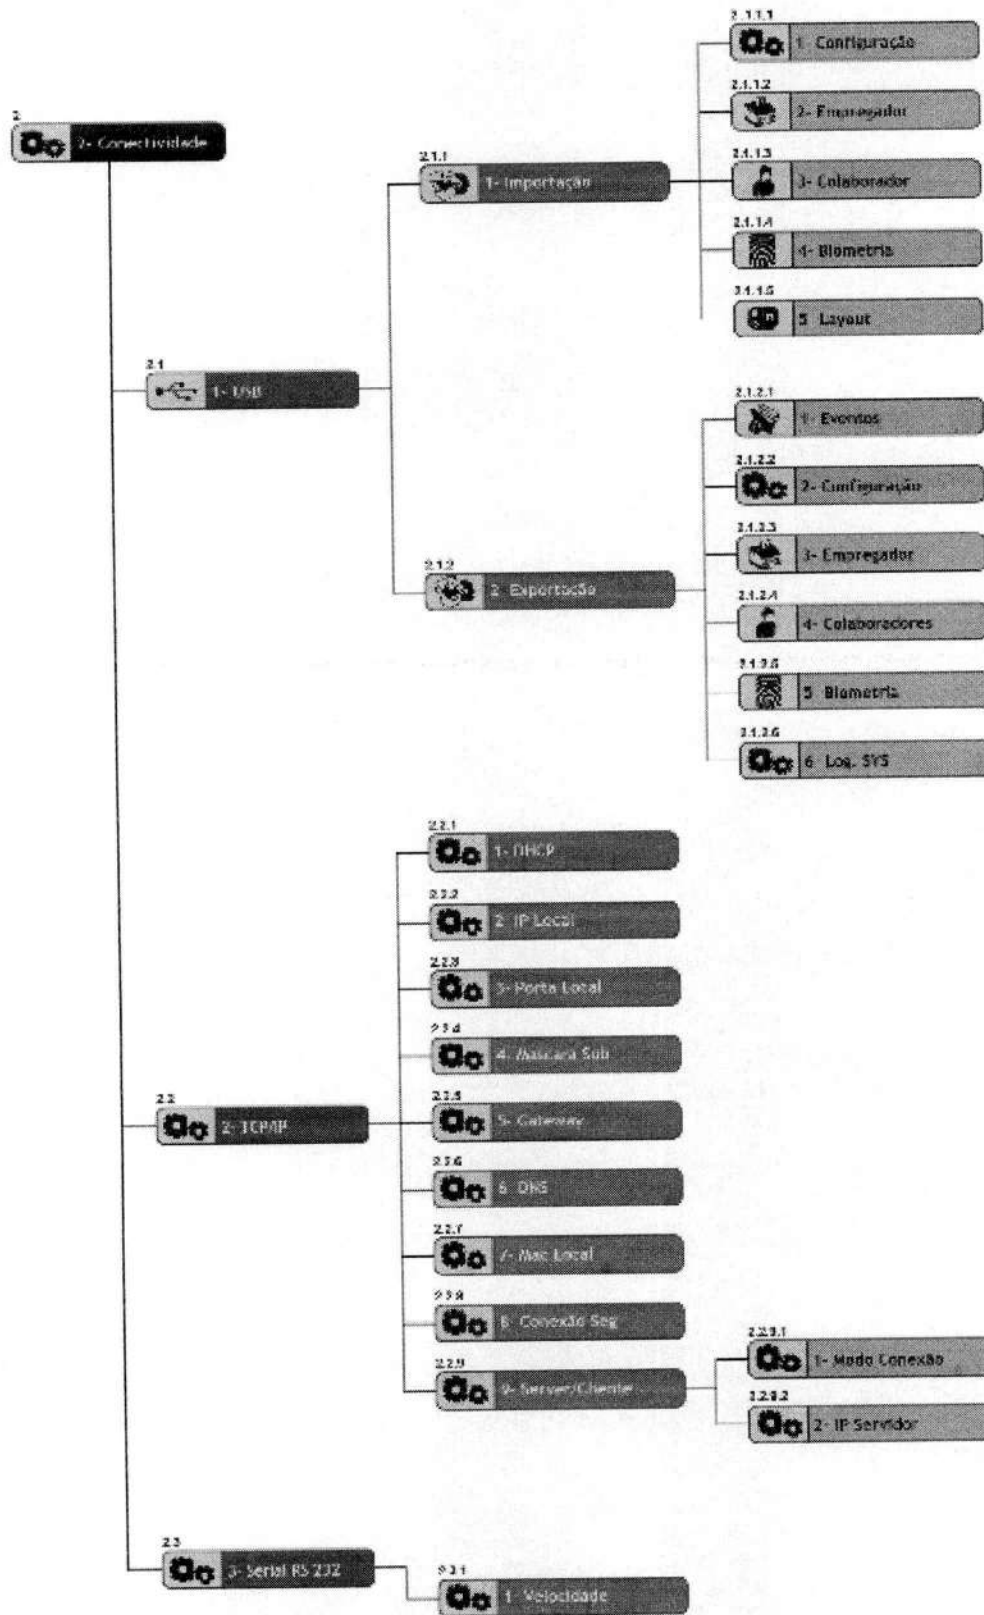 2
2- Conectividade
2.1
1- USB
2.1.1
1- Importação
2.1.1.1
1 Configuração
2.1.1.2
2- Empregador
2.1.1.3
3- Colaborador
2.1.1.4
4- Biometria
2.1.1.5
5 Layout
2.1.2
2 Exportação
2.1.2.1
1- Eventos
2.1.2.2
2- Configuração
2.1.2.3
3- Empregador
2.1.2.4
4- Colaboradores
2.1.2.5
5 Biometria
2.1.2.6
6 Log. SYS
2.2
2- TCP/IP
2.2.1
1- DHCP
2.2.2
2 IP Local
2.2.3
3- Porta Local
2.2.4
4- Mascara Sub
2.2.5
5- Gateway
2.2.6
6 DNS
2.2.7
7- Mac Local
2.2.8
8 Conexão Seg
2.2.9
9- Server/Cliente
2.2.9.1
1- Modo Conexão
2.2.9.2
2- IP Servidor
2.3
3- Serial RS 232
2.3.1
1 Velocidade